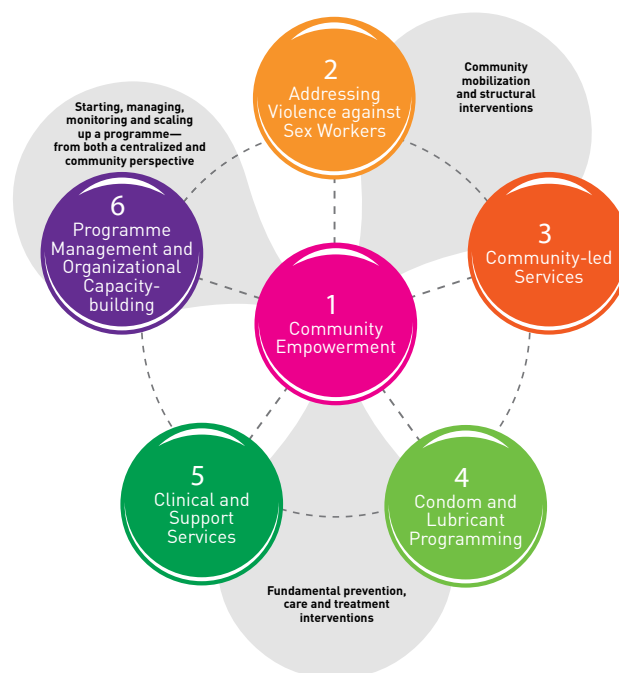 2
Addressing
Violence against
Sex Workers
Community
mobilization
and structural
interventions
Starting, managing,
monitoring and scaling
up a programme—
from both a centralized and
community perspective
6
Programme
Management and
Organizational
Capacity-
building
3
Community-led
Services
1
Community
Empowerment
5
Clinical and
Support
Services
4
Condom and
Lubricant
Programming
Fundamental prevention,
care and treatment
interventions